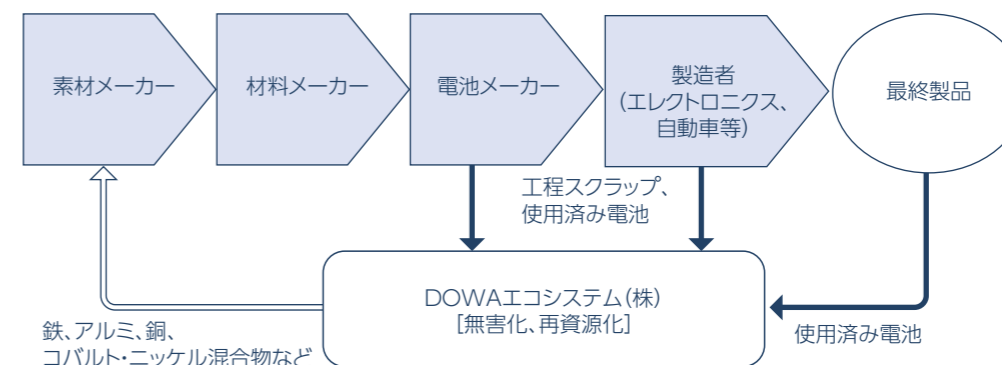 素材メーカー
材料メーカー
電池メーカー
製造者
(エレクトロニクス、
自動車等)
最終製品
工程スクラップ、
使用済み電池
DOWAエコシステム(株)
[無害化、再資源化]
使用済み電池
鉄、アルミ、銅、
コバルト・ニッケル混合物など